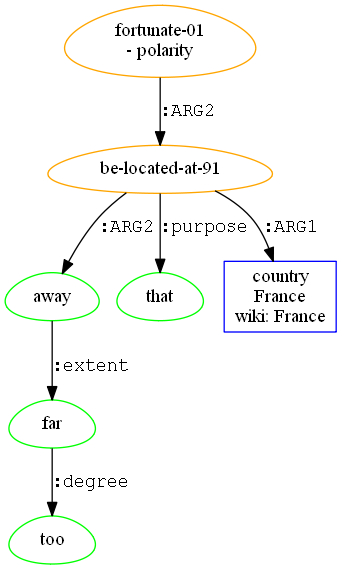 fortunate-01
- polarity
:ARG2
be-located-at-91
:ARG2
:purpose
:ARG1
away
that
country
France
wiki: France
:extent
far
:degree
too